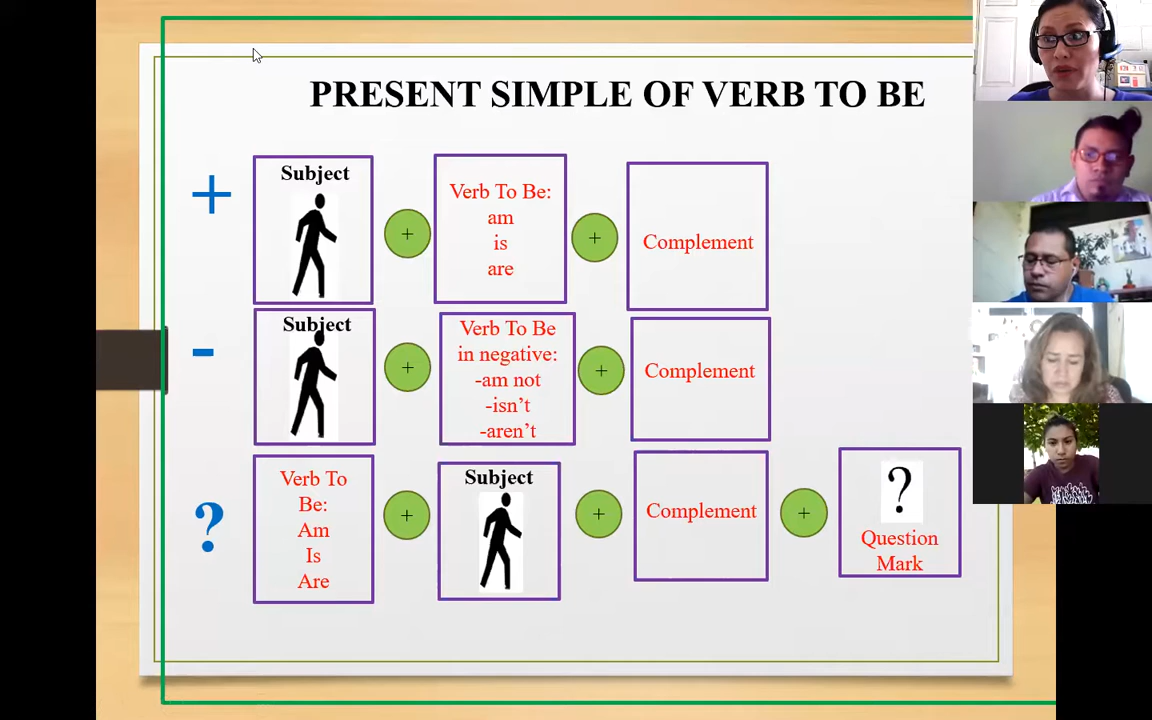 PRESENT SIMPLE OF VERB TO BE
+
Subject
+
Verb To Be:
am
is
are
+
Complement
-
Subject
+
Verb To Be
in negative:
-am not
-isn't
-aren't
+
Complement
?
Verb To
Be:
Am
Is
Are
+
Subject
+
Complement
+
?
Question
Mark